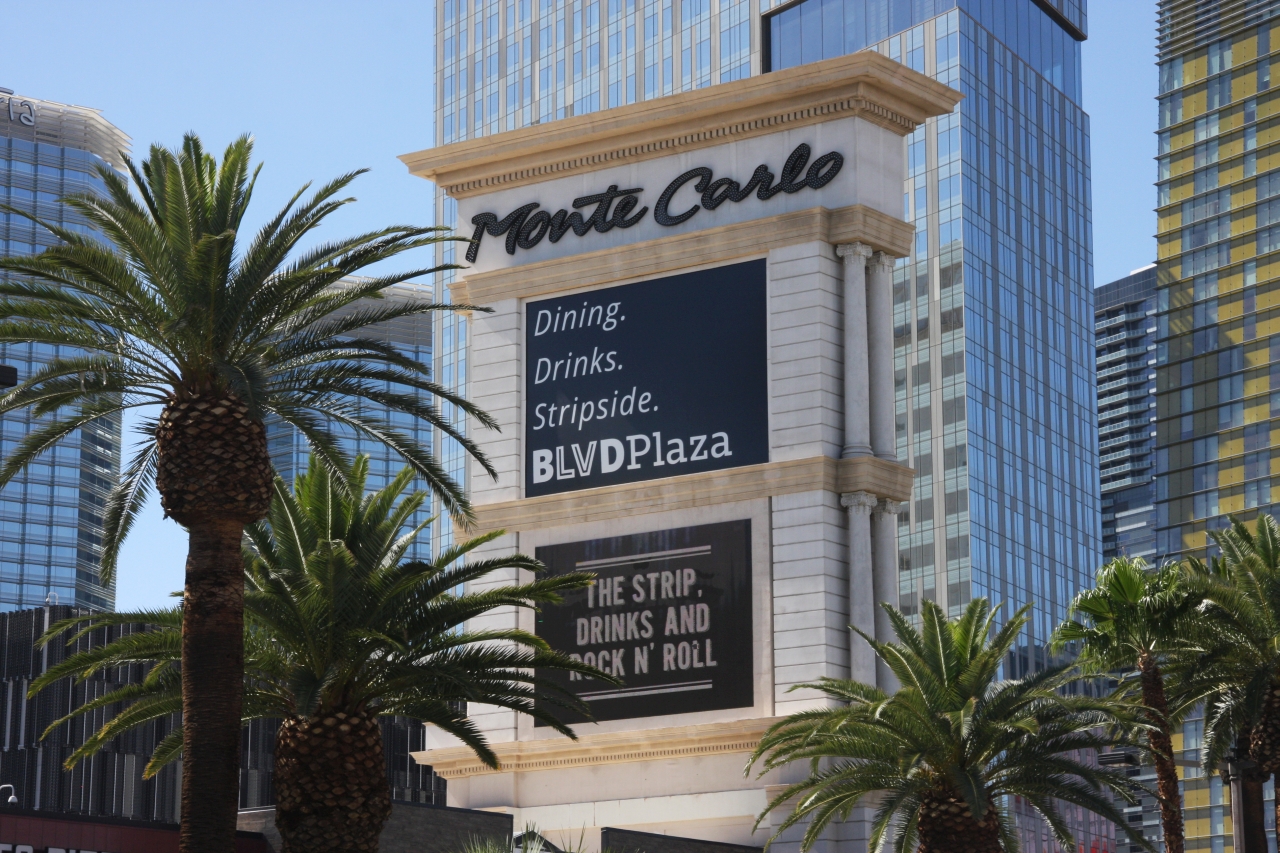 Monte Carlo
Dining.
Drinks.
Stripside.
BLVDPlaza
THE STRIP,
DRINKS AND
ROCK N' ROLL